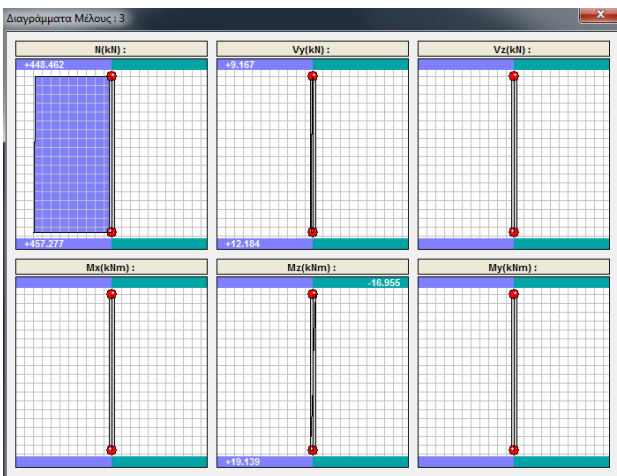 Διαγράμματα Μέλους : 3
N(kN) :
Vy(kN) :
Vz(kN) :
+448.462
+9.167
+457.277
+12.184
Mx(kNm) :
Mz(kNm) :
My(kNm) :
-16.955
+19.139